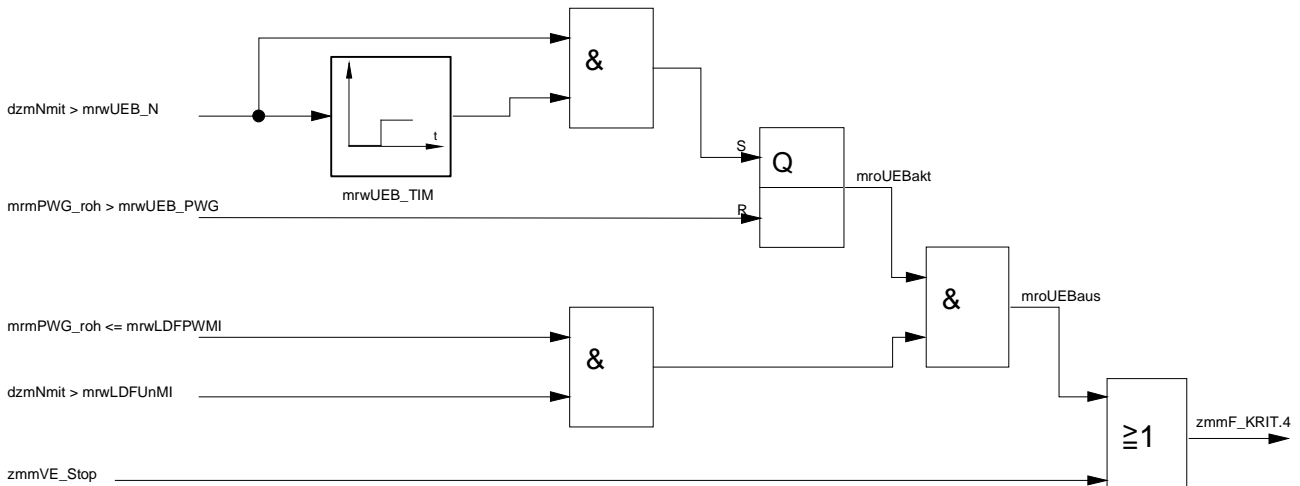 &
dzmNmit > mrwUEB_N
t
mrwUEB_TIM
S
Q
mroUEBakt
mrmPWG_roh > mrwUEB_PWG
R
&
mroUEBaus
mrmPWG_roh <= mrwLDFPWMI
&
dzmNmit > mrwLDFUnMI
≧1
zmmF_KRIT.4
zmmVE_Stop